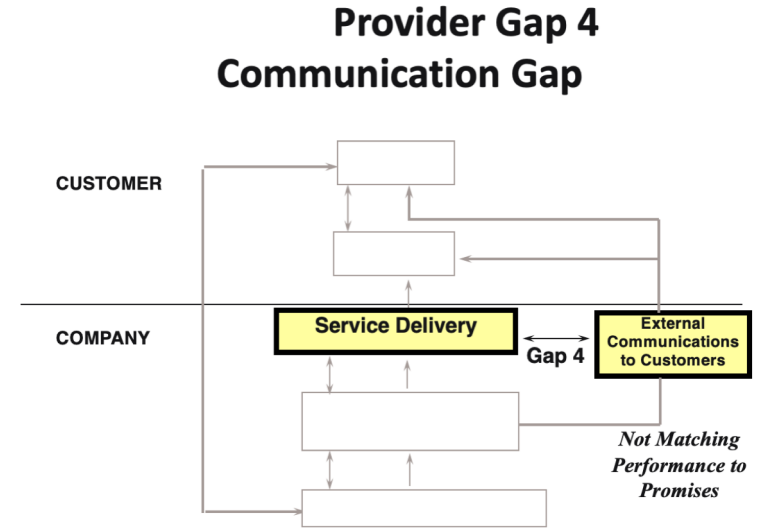 Provider Gap 4
Communication Gap
CUSTOMER
COMPANY
Service Delivery
Gap 4
External
Communications
to Customers
Not Matching
Performance to
Promises